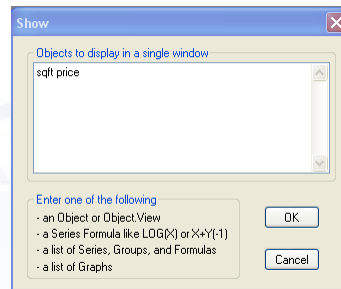 Show
Objects to display in a single window
sqft price
Enter one of the following
- an Object or Object.View
- a Series Formula like LOG(X) or X+Y(-1)
- a list of Series, Groups, and Formulas
- a list of Graphs
OK
Cancel